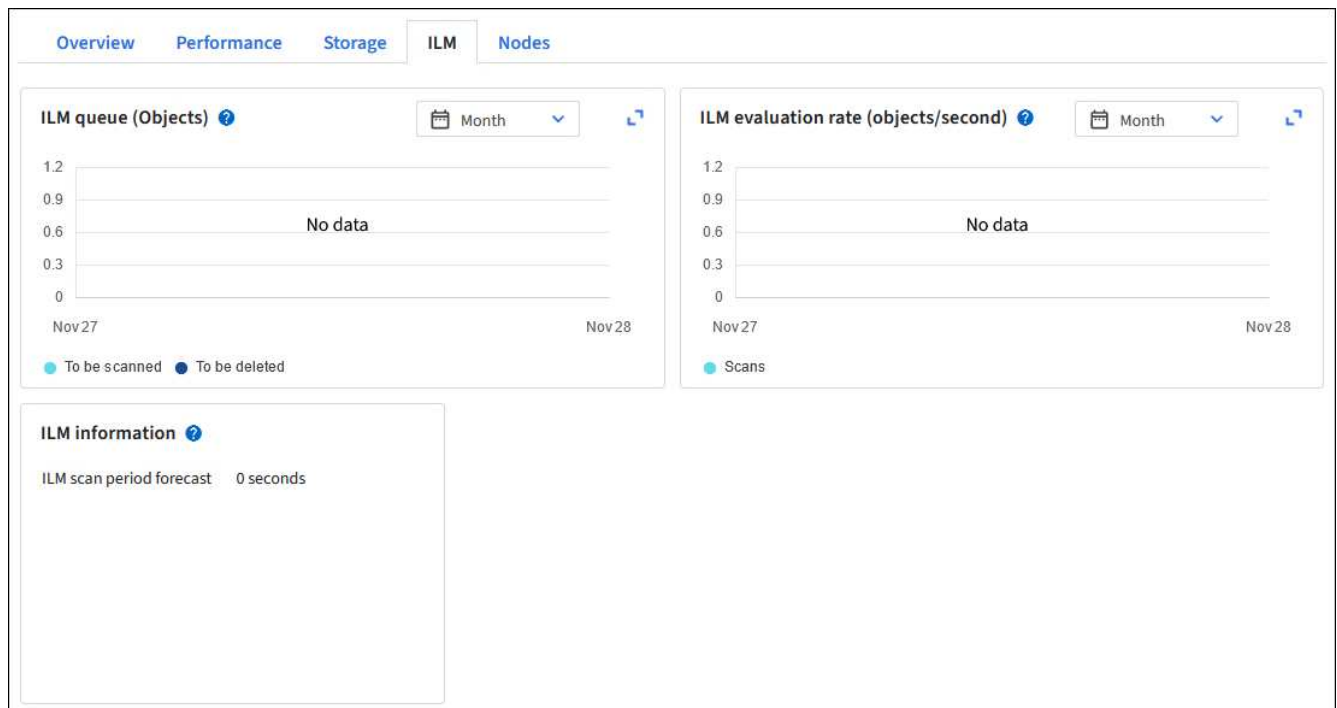 Overview Performance Storage ILM Nodes
ILM queue (Objects) ? Month
1.2
0.9
0.6
0.3
0
No data
Nov 27 Nov 28
To be scanned To be deleted
ILM evaluation rate (objects/second) ? Month
1.2
0.9
0.6
0.3
0
No data
Nov 27 Nov 28
Scans
ILM information ?
ILM scan period forecast 0 seconds